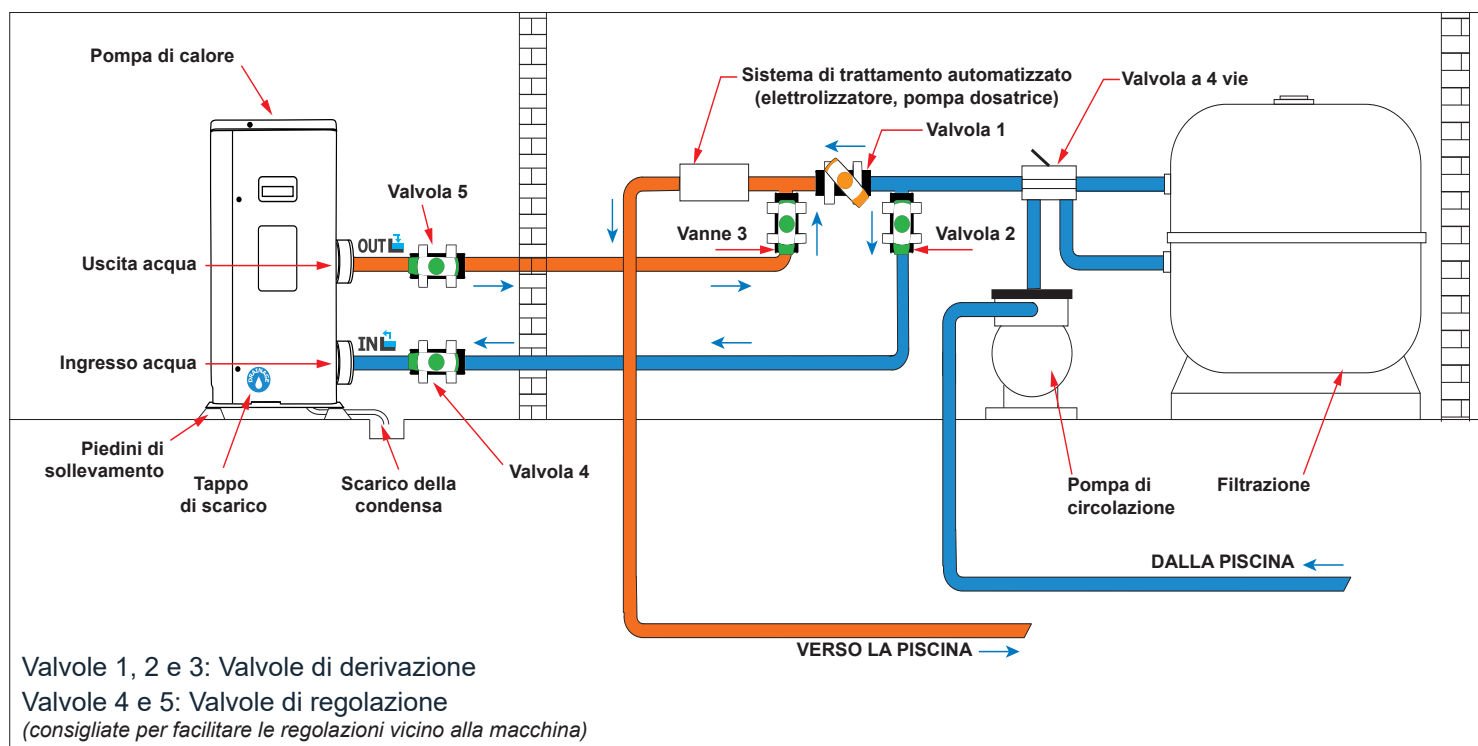 Pompa di calore
Sistema di trattamento automatizzato
(elettrolizzatore, pompa dosatrice)
Valvola a 4 vie
Valvola 1
Valvola 5
Vanne 3
Valvola 2
OUT
Uscita acqua
IN
Ingresso acqua
DRAINAGE
Piedini di
sollevamento
Tappo
di scarico
Scarico della
condensa
Valvola 4
Pompa di
circolazione
Filtrazione
DALLA PISCINA
VERSO LA PISCINA
Valvole 1, 2 e 3: Valvole di derivazione
Valvole 4 e 5: Valvole di regolazione
(consigliate per facilitare le regolazioni vicino alla macchina)